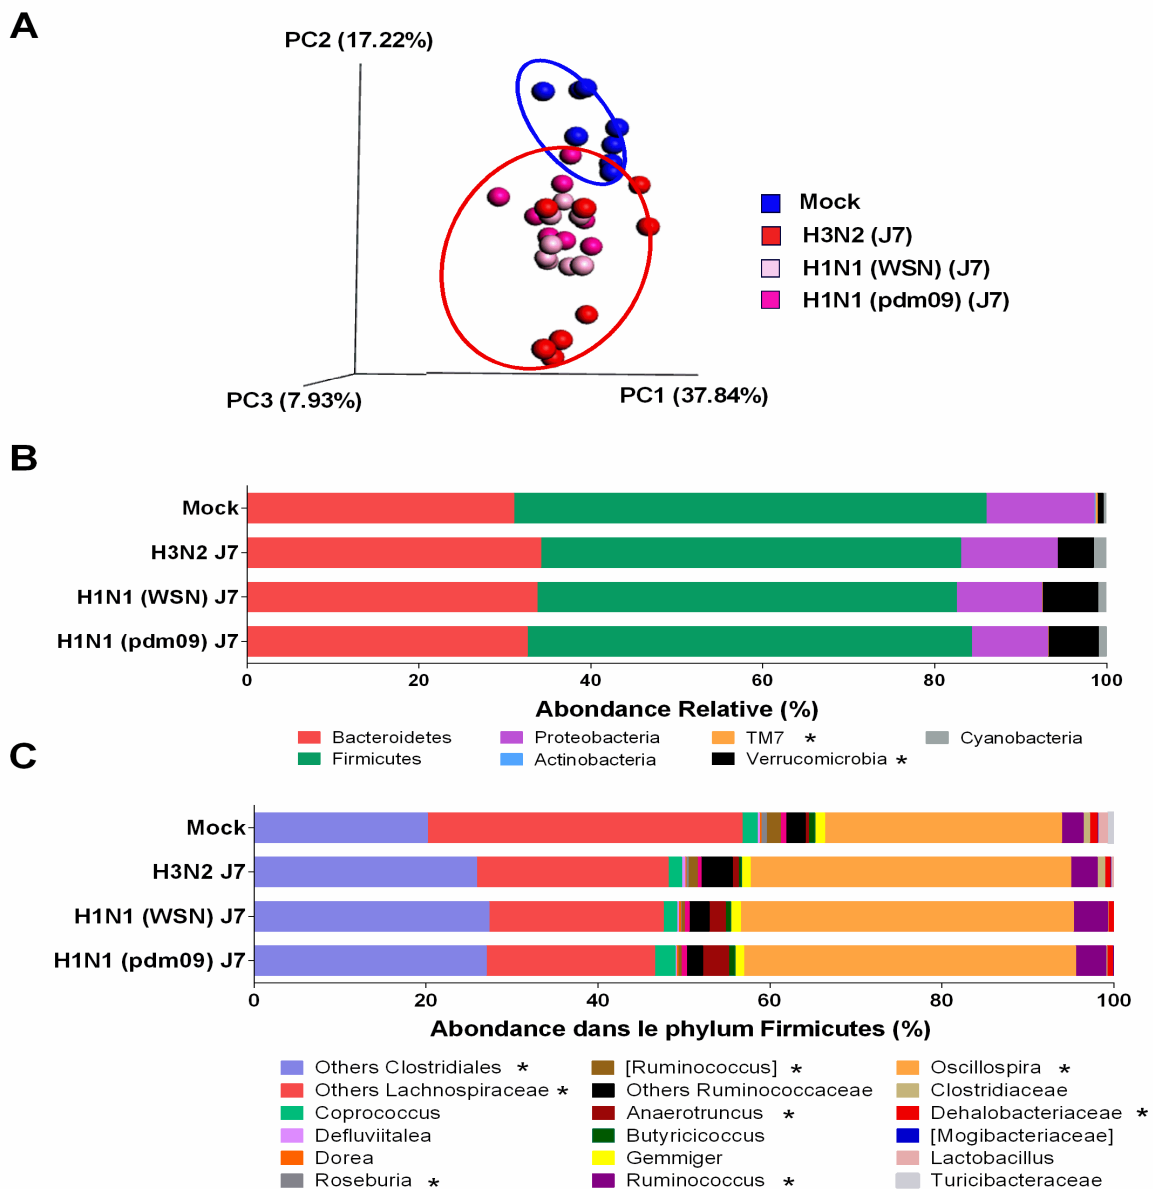 A
PC2 (17.22%)
Mock
H3N2 (J7)
H1N1 (WSN) (J7)
H1N1 (pdm09) (J7)
PC3 (7.93%)
PC1 (37.84%)
B
Mock
H3N2 J7
H1N1 (WSN) J7
H1N1 (pdm09) J7
0 20 40 60 80 100
Abondance Relative (%)
Bacteroidetes Proteobacteria TM7 * Cyanobacteria
Firmicutes Actinobacteria Verrucomicrobia *
C
Mock
H3N2 J7
H1N1 (WSN) J7
H1N1 (pdm09) J7
0 20 40 60 80 100
Abondance dans le phylum Firmicutes (%)
Others Clostridiales * [Ruminococcus] * Oscillospira *
Others Lachnospiraceae * Others Ruminoccaceae Clostridiaceae
Coprococcus Anaerotruncus * Dehalobacteriaceae *
Defluviitalea Butyricicoccus [Mogibacteriaceae]
Dorea Gemmiger Lactobacillus
Roseburia * Ruminococcus * Turicibacteraceae